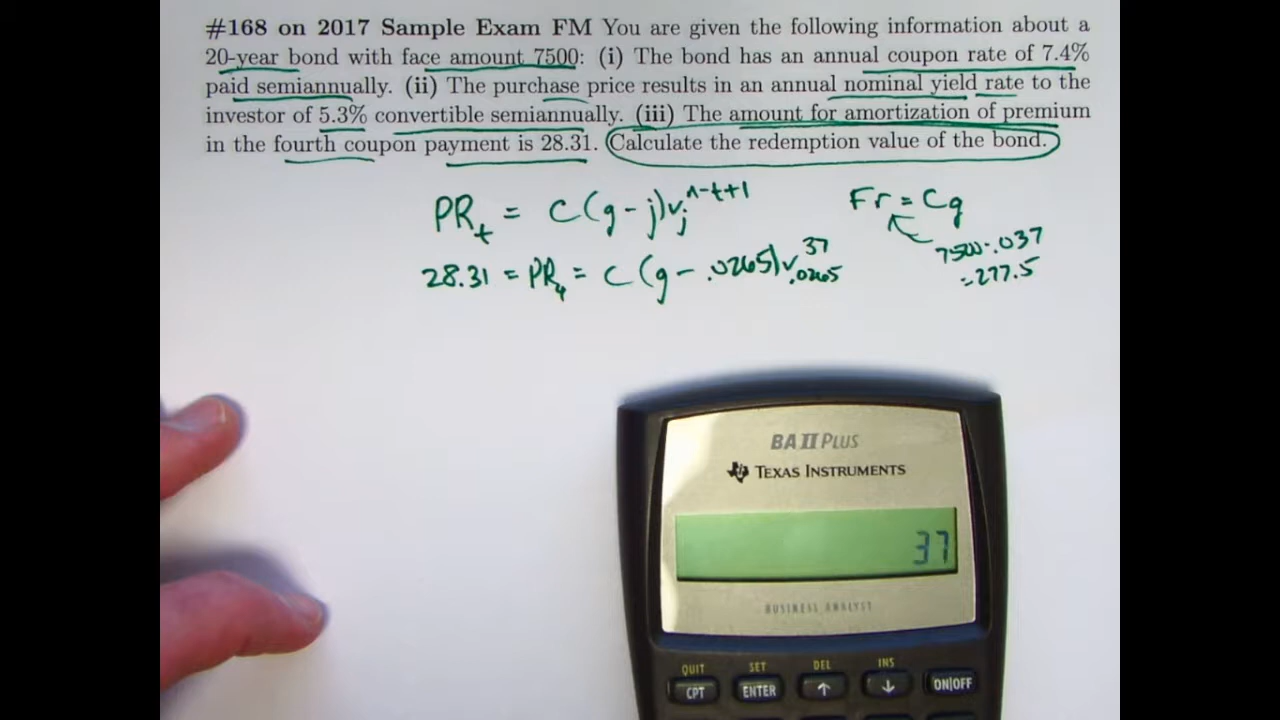 #168 on 2017 Sample Exam FM You are given the following information about a
20-year bond with face amount 7500: (i) The bond has an annual coupon rate of 7.4%
paid semiannually. (ii) The purchase price results in an annual nominal yield rate to the
investor of 5.3% convertible semiannually. (iii) The amount for amortization of premium
in the fourth coupon payment is 28.31. Calculate the redemption value of the bond.
PR_t = C(g-j)v_j^{n-t+1}
Fr = Cg
7500·.037
=277.5
28.31 = PR_4 = C(g-.0265)v_{.0265}^{37}
BA II PLUS
TEXAS INSTRUMENTS
37
BUSINESS ANALYST
QUIT SET DEL INS
CPT ENTER ↑ ↓ ON|OFF